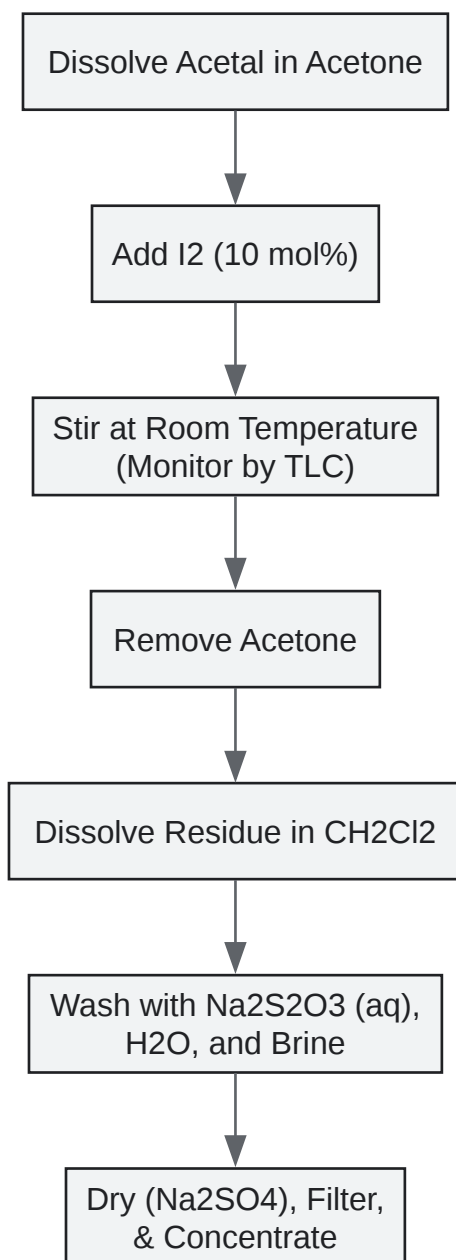 Dissolve Acetal in Acetone
Add I2 (10 mol%)
Stir at Room Temperature
(Monitor by TLC)
Remove Acetone
Dissolve Residue in CH2Cl2
Wash with Na2S2O3 (aq),
H2O, and Brine
Dry (Na2SO4), Filter,
& Concentrate